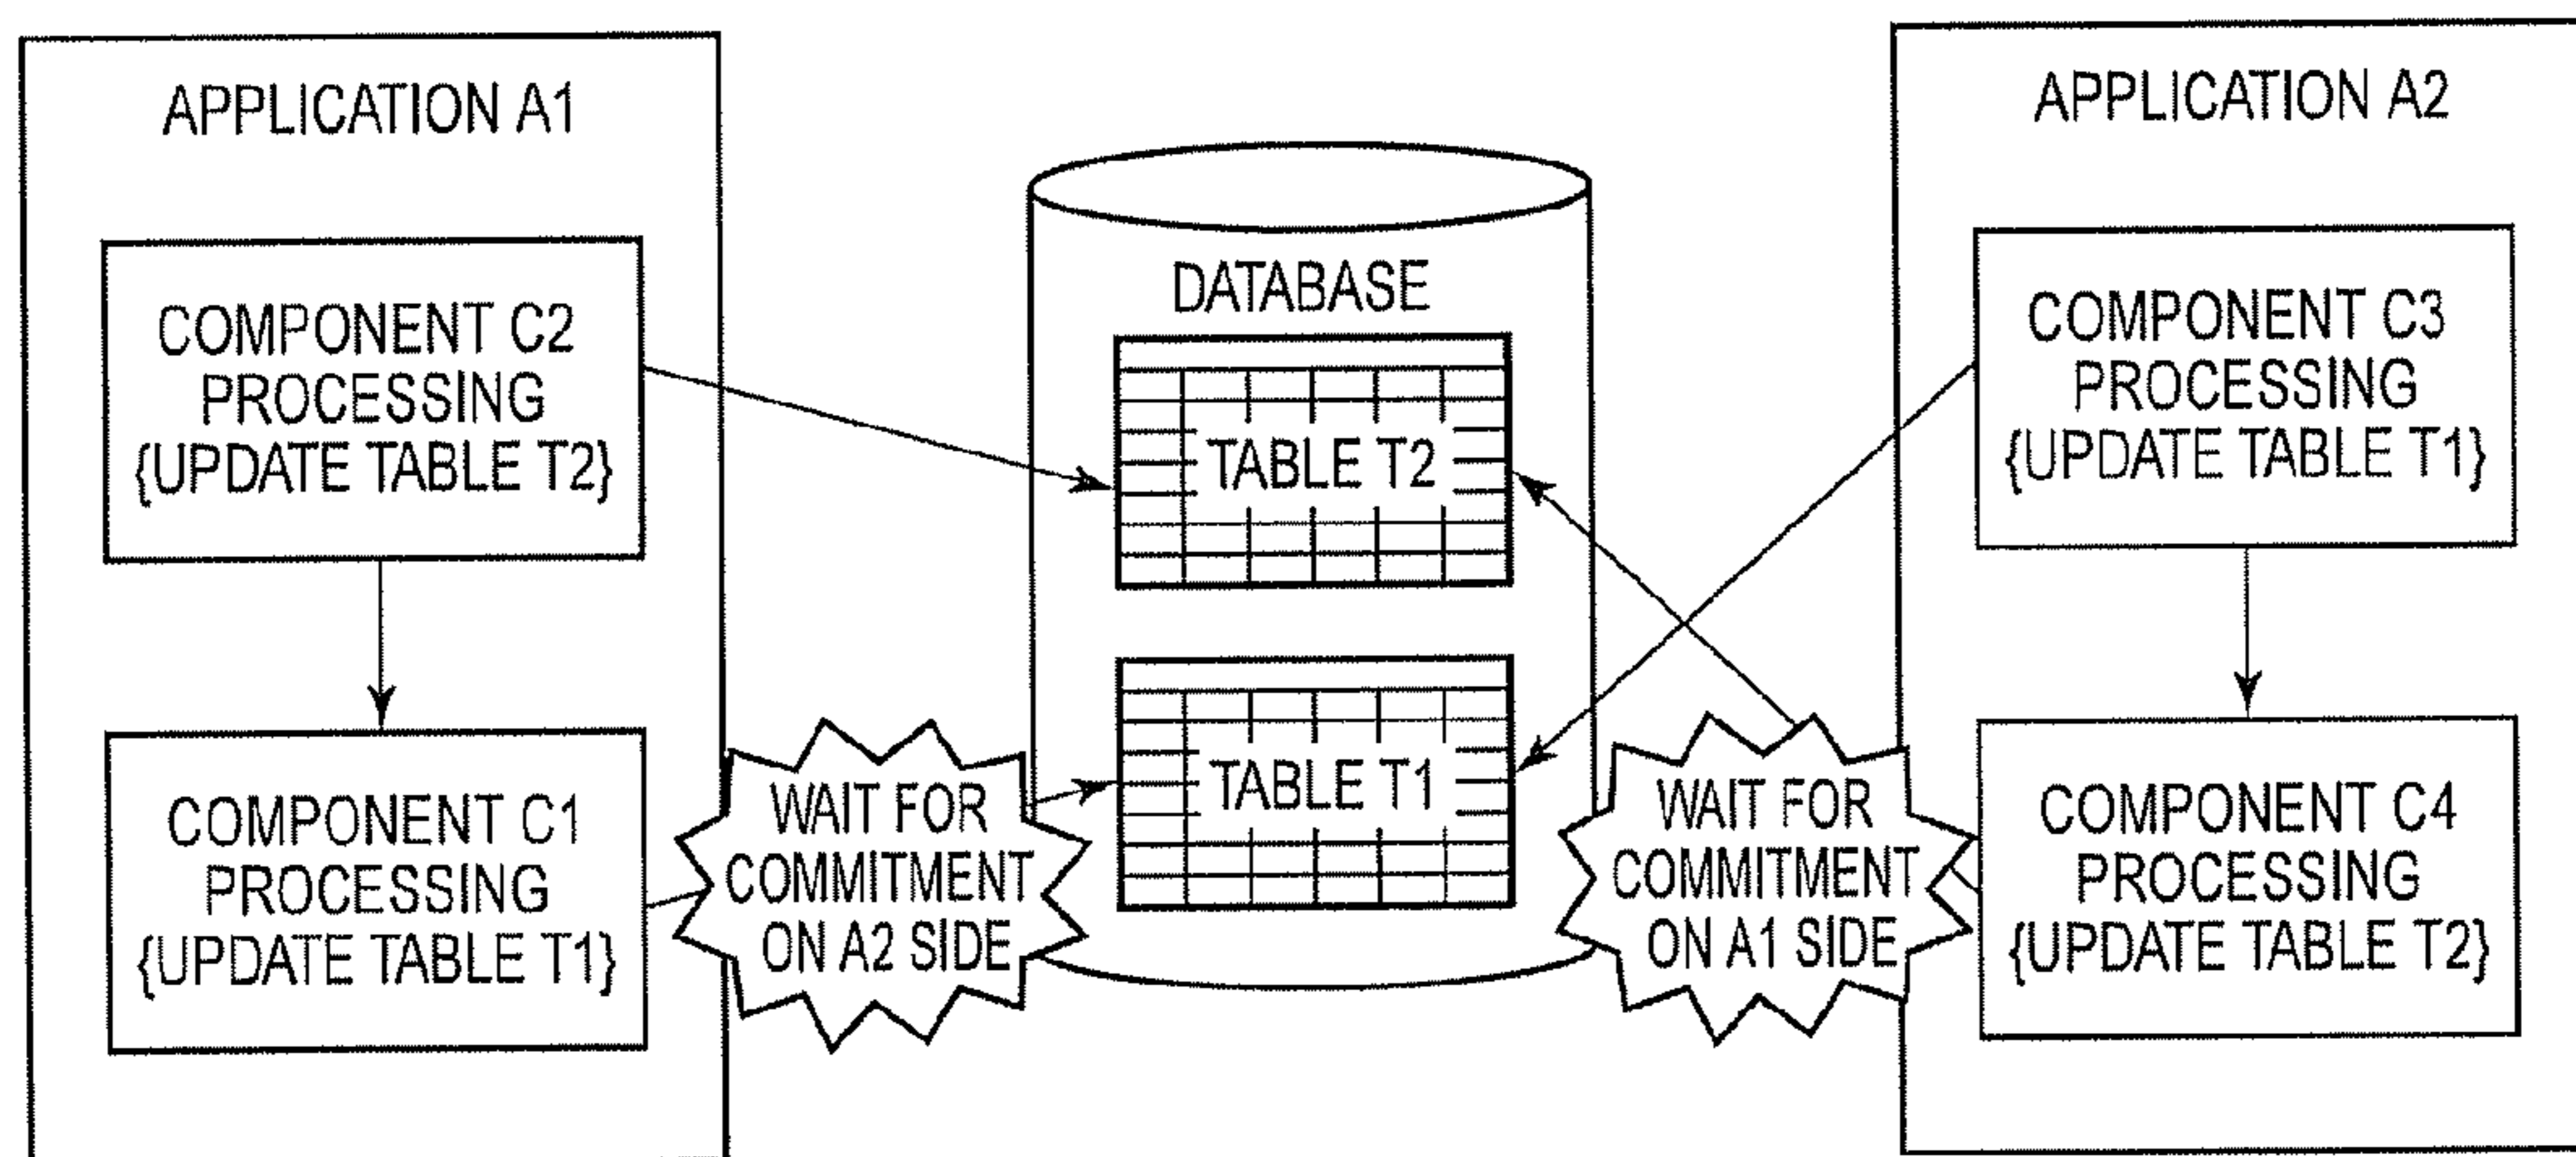 APPLICATION A1
COMPONENT C2
PROCESSING
{UPDATE TABLE T2}
COMPONENT C1
PROCESSING
{UPDATE TABLE T1}
WAIT FOR
COMMITMENT
ON A2 SIDE
DATABASE
TABLE T2
TABLE T1
WAIT FOR
COMMITMENT
ON A1 SIDE
APPLICATION A2
COMPONENT C3
PROCESSING
{UPDATE TABLE T1}
COMPONENT C4
PROCESSING
{UPDATE TABLE T2}